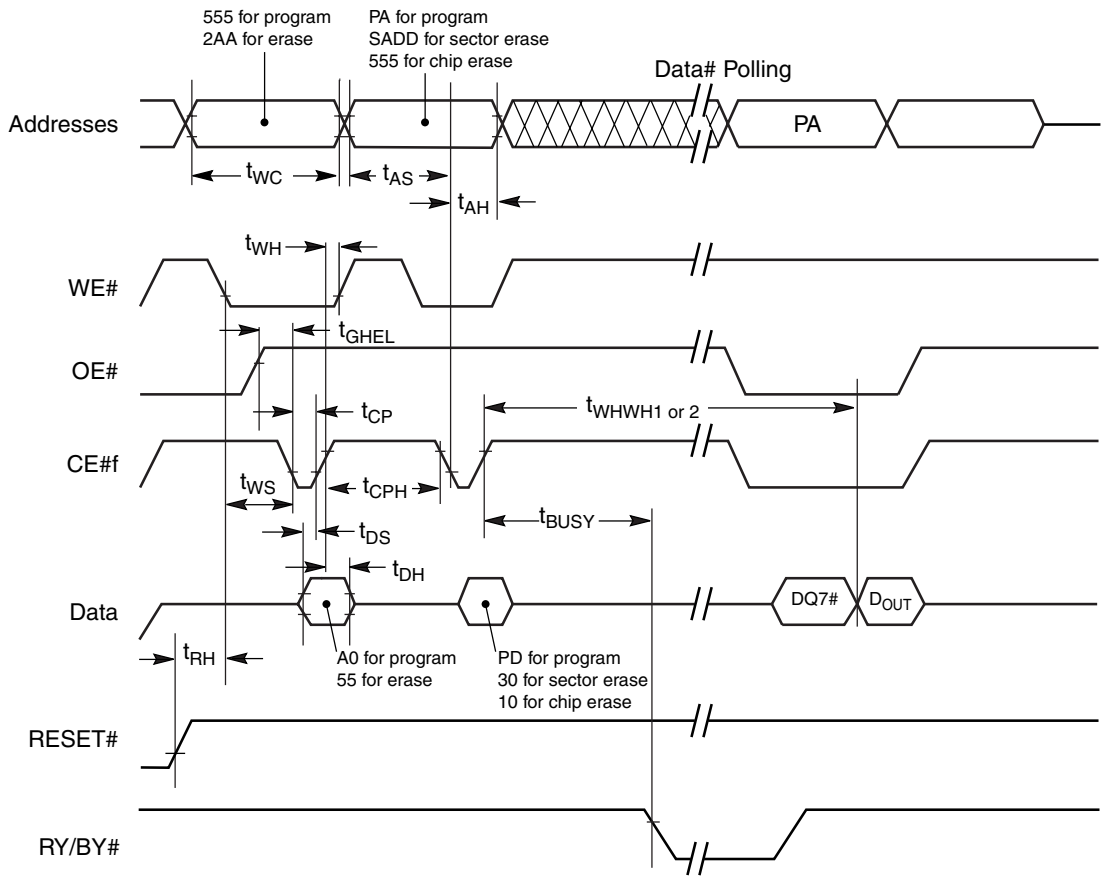 555 for program
2AA for erase
PA for program
SADD for sector erase
555 for chip erase
Data# Polling
Addresses
PA
tWC
tAS
tAH
tWH
WE#
tGHEL
OE#
tWHWH1 or 2
tCP
CE#f
tWS
tCPH
tBUSY
tDS
tDH
Data
DQ7#
DOUT
tRH
A0 for program
55 for erase
PD for program
30 for sector erase
10 for chip erase
RESET#
RY/BY#